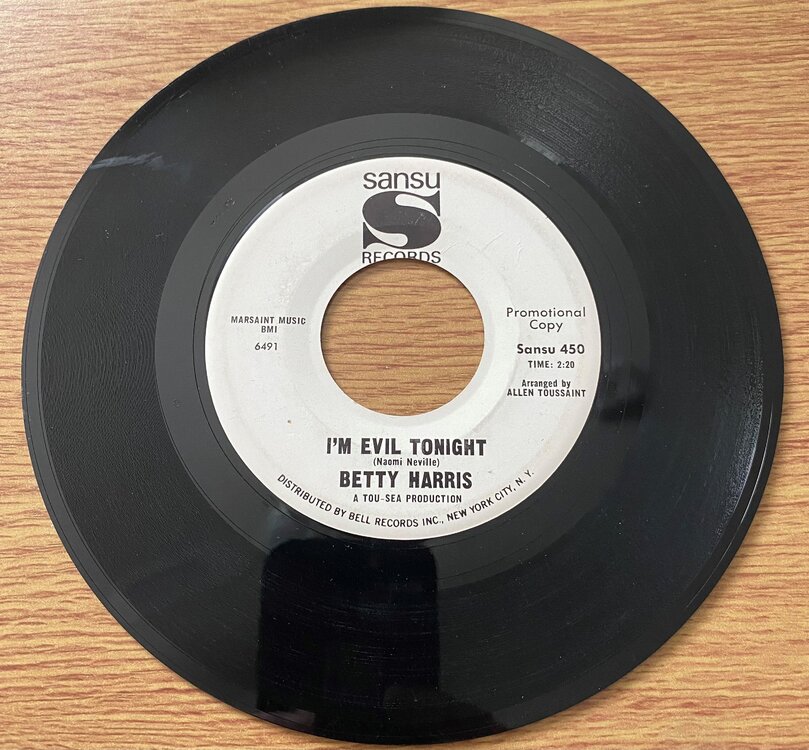 sansu
S
RECORDS
MARSAINT MUSIC
BMI
6491
Promotional
Copy
Sansu 450
TIME: 2:20
Arranged by
ALLEN TOUSSAINT
I'M EVIL TONIGHT
(Naomi Neville)
BETTY HARRIS
A TOU-SEA PRODUCTION
DISTRIBUTED BY BELL RECORDS INC., NEW YORK CITY, N. Y.